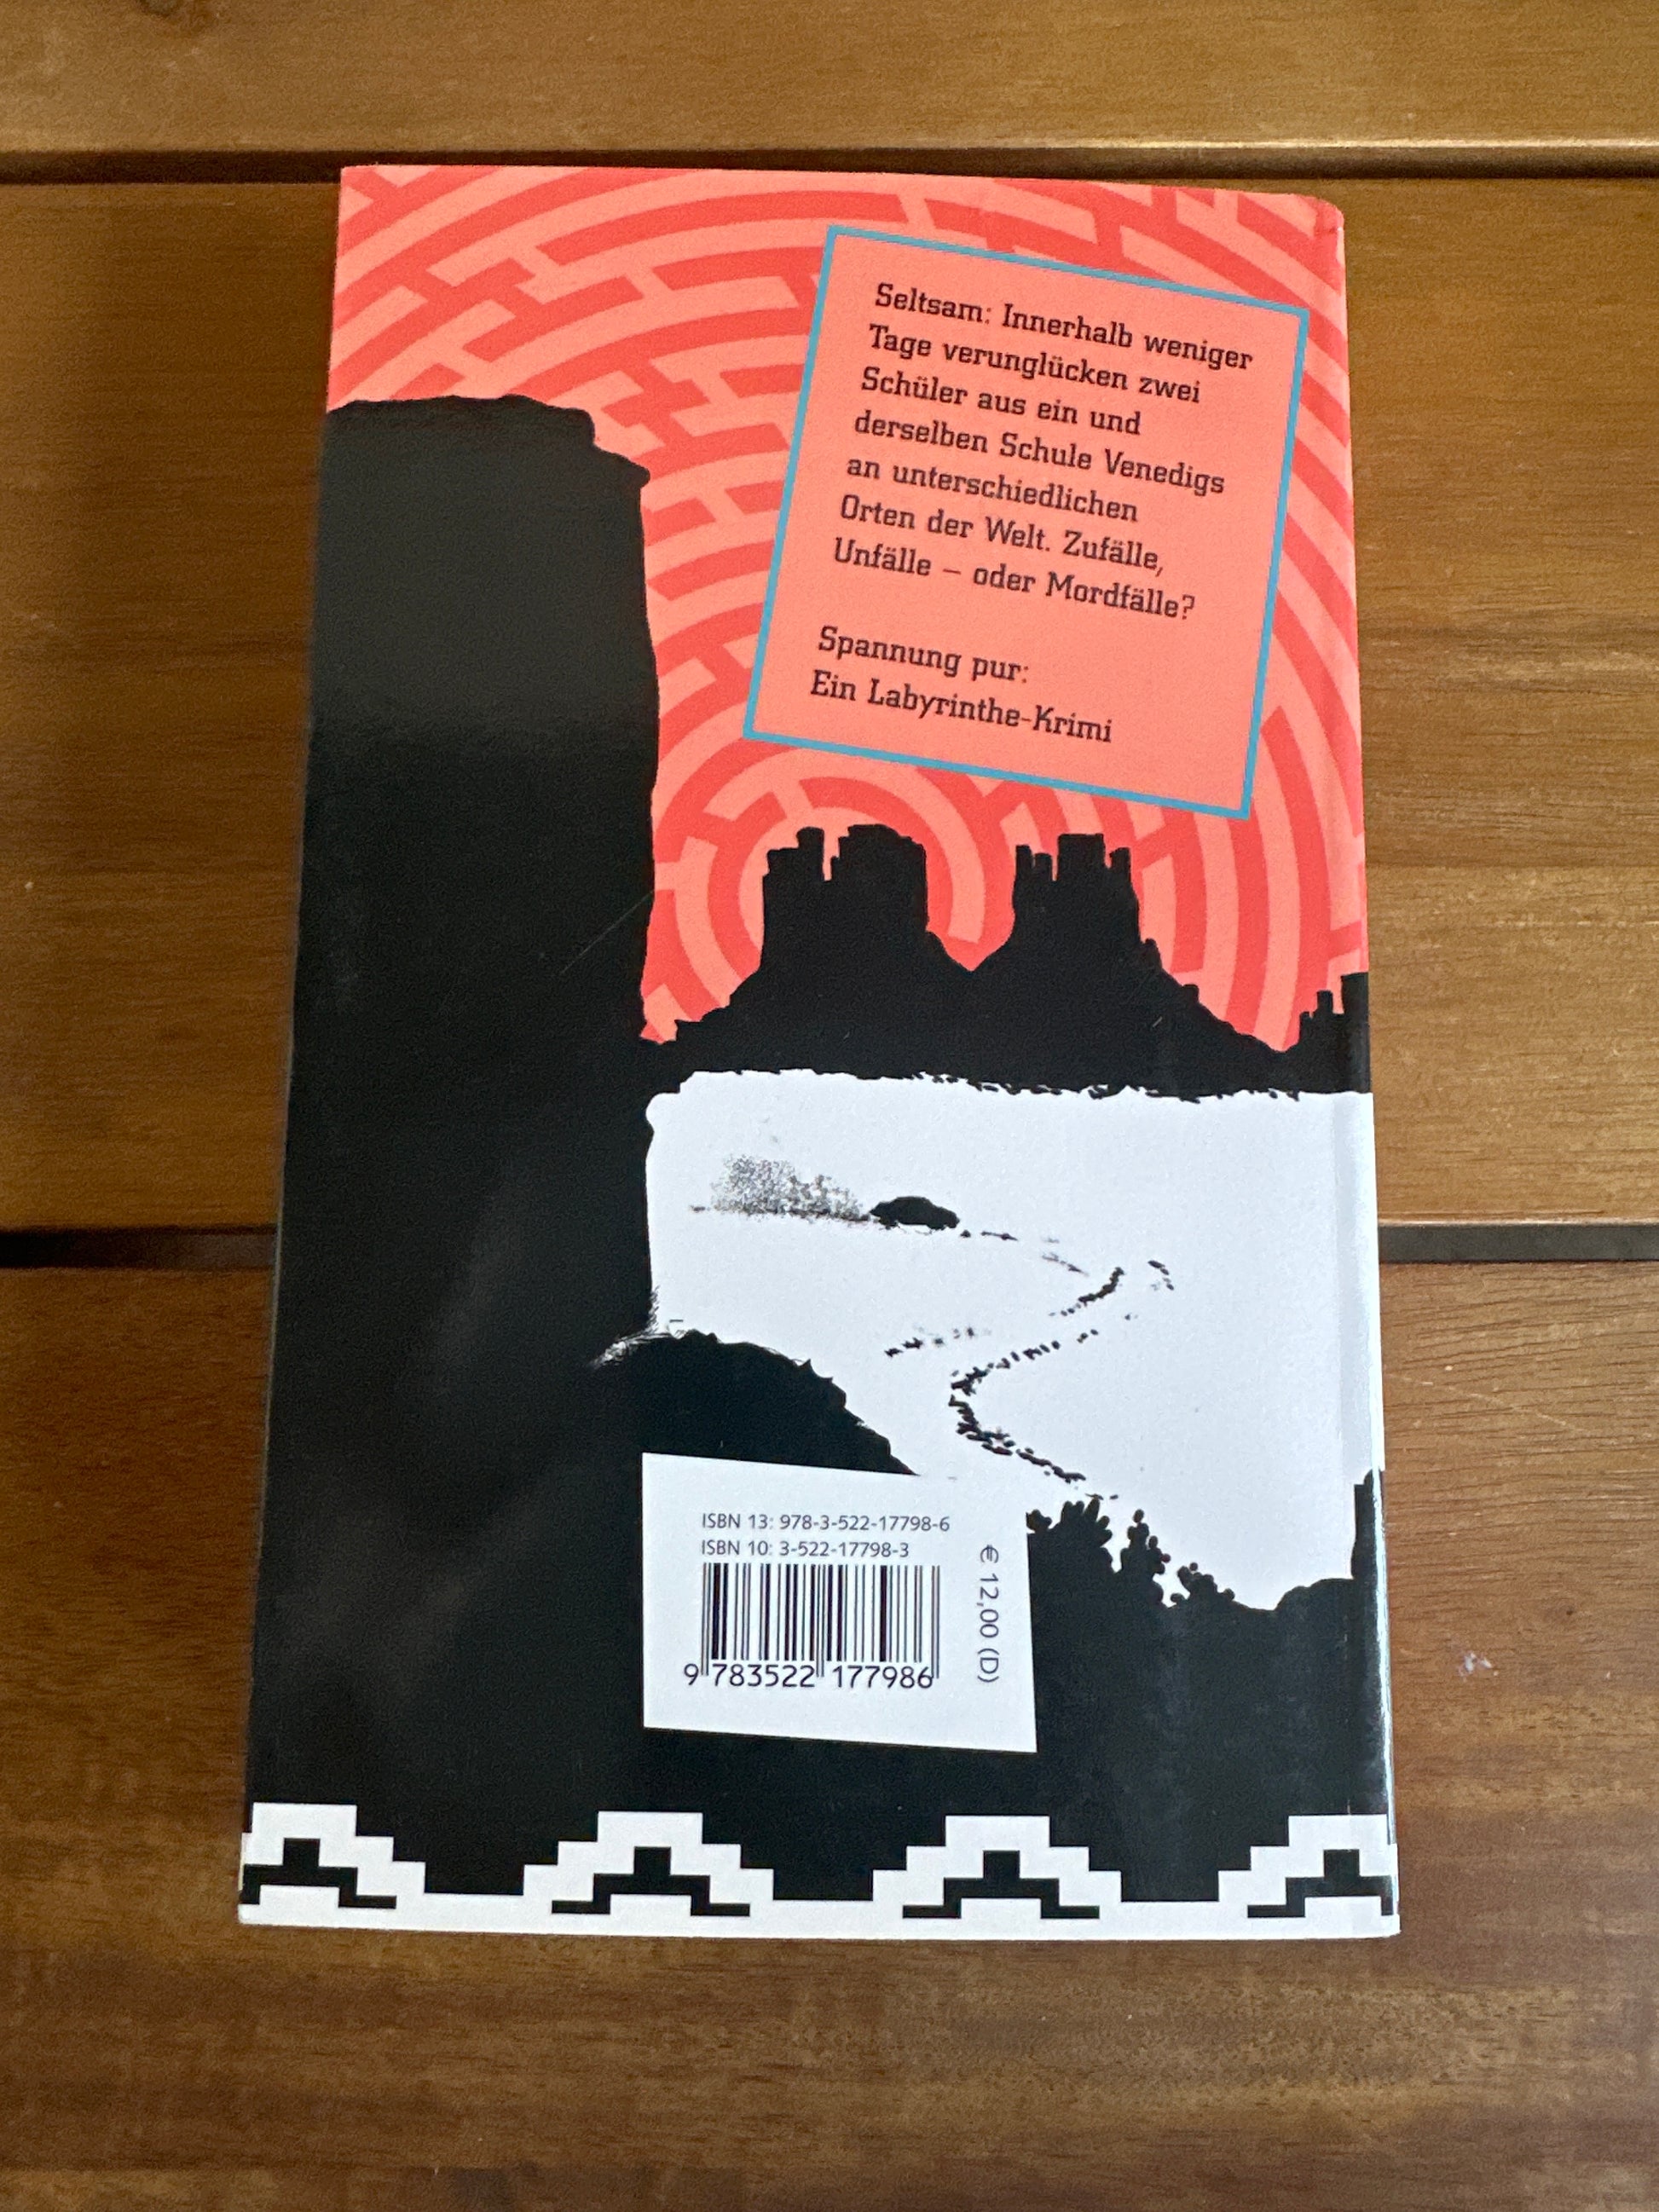 Seltsam: Innerhalb weniger
Tage verunglücken zwei
Schüler aus ein und
derselben Schule Venedigs
an unterschiedlichen
Orten der Welt. Zufälle,
Unfälle – oder Mordfälle?
Spannung pur:
Ein Labyrinthe-Krimi
ISBN 13: 978-3-522-17798-6
ISBN 10: 3-522-17798-3
9 783522 177986
€ 12,00 (D)